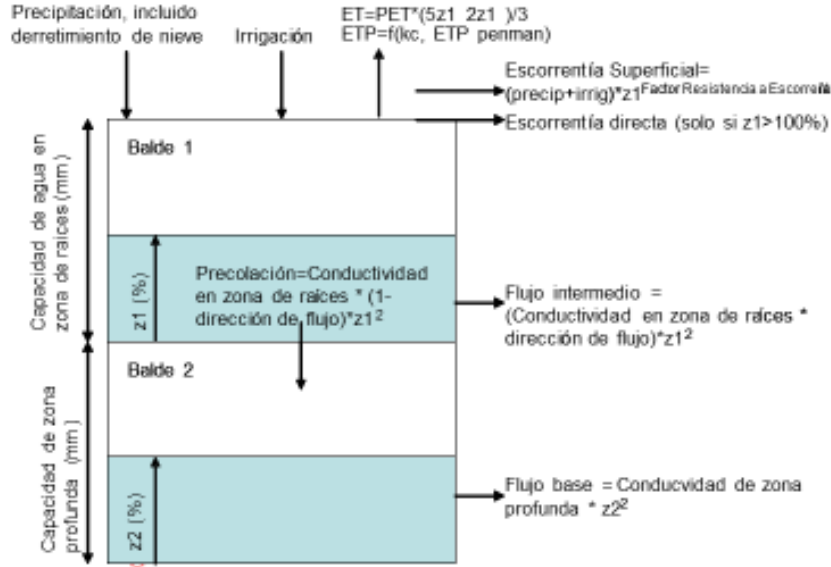 Precipitación, incluido
derretimiento de nieve
Irrigación
ET=PET*(5z1 2z1 )/3
ETP=f(kc, ETP penman)
Escorrentía Superficial=
(precip+irrig)*z1^Factor Resistencia a Escorreña
Escorrentía directa (solo si z1>100%)
Capacidad de agua en
zona de raíces (mm)
Balde 1
z1 (%)
Precolación=Conductividad
en zona de raíces * (1-
dirección de flujo)*z1²
Flujo intermedio =
(Conductividad en zona de raíces *
dirección de flujo)*z1²
Capacidad de zona
profunda (mm)
Balde 2
z2 (%)
Flujo base = Conducvidad de zona
profunda * z2²